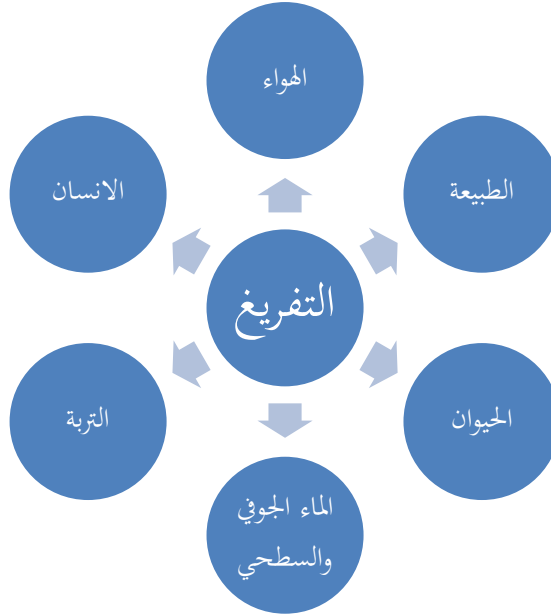 الهواء
الطبيعة
الانسان
التفريغ
الحيوان
التربة
الماء الجوفي
والسطحي